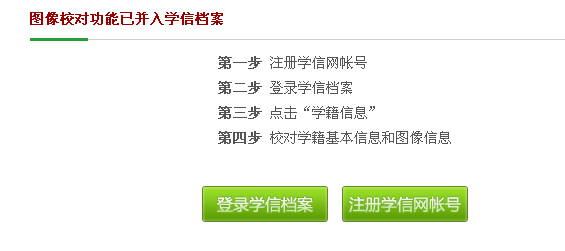 图像校对功能已并入学信档案
第一步 注册学信网帐号
第二步 登录学信档案
第三步 点击“学籍信息”
第四步 校对学籍基本信息和图像信息
登录学信档案 注册学信网帐号